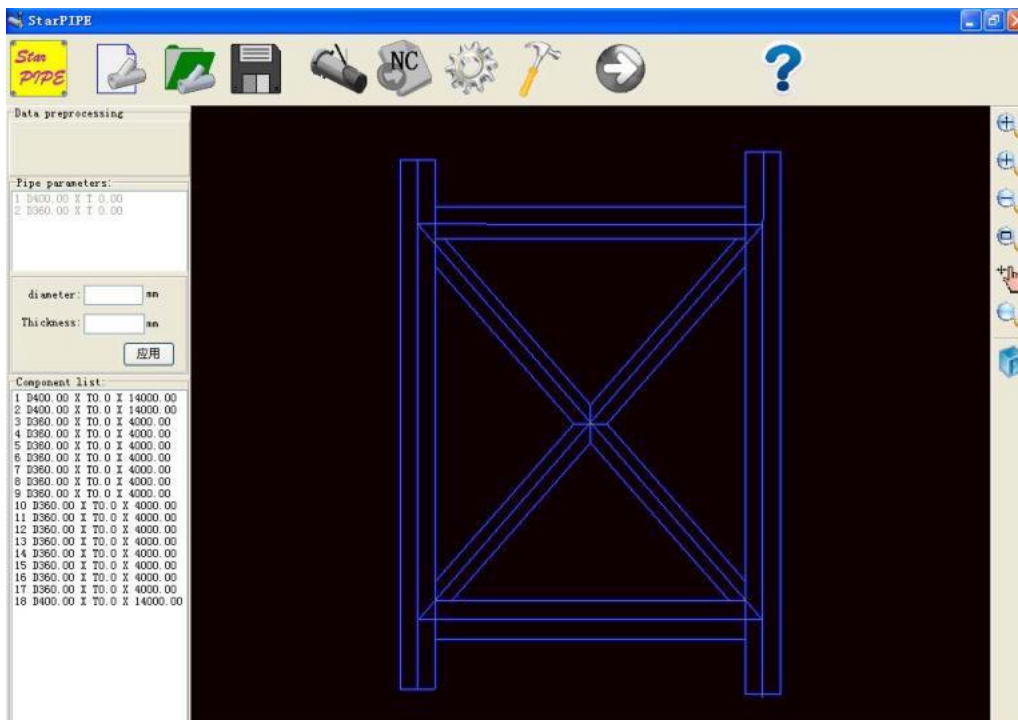 StarPIPE
Star
PIPE
NC
Data preprocessing
Pipe parameters:
1 D400.00 X T 0.00
2 D360.00 X T 0.00
diameter: mm
Thickness: mm
应用
Component list:
1 D400.00 X T0.0 X 14000.00
2 D400.00 X T0.0 X 14000.00
3 D360.00 X T0.0 X 4000.00
4 D360.00 X T0.0 X 4000.00
5 D360.00 X T0.0 X 4000.00
6 D360.00 X T0.0 X 4000.00
7 D360.00 X T0.0 X 4000.00
8 D360.00 X T0.0 X 4000.00
9 D360.00 X T0.0 X 4000.00
10 D360.00 X T0.0 X 4000.00
11 D360.00 X T0.0 X 4000.00
12 D360.00 X T0.0 X 4000.00
13 D360.00 X T0.0 X 4000.00
14 D360.00 X T0.0 X 4000.00
15 D360.00 X T0.0 X 4000.00
16 D360.00 X T0.0 X 4000.00
17 D360.00 X T0.0 X 4000.00
18 D400.00 X T0.0 X 14000.00